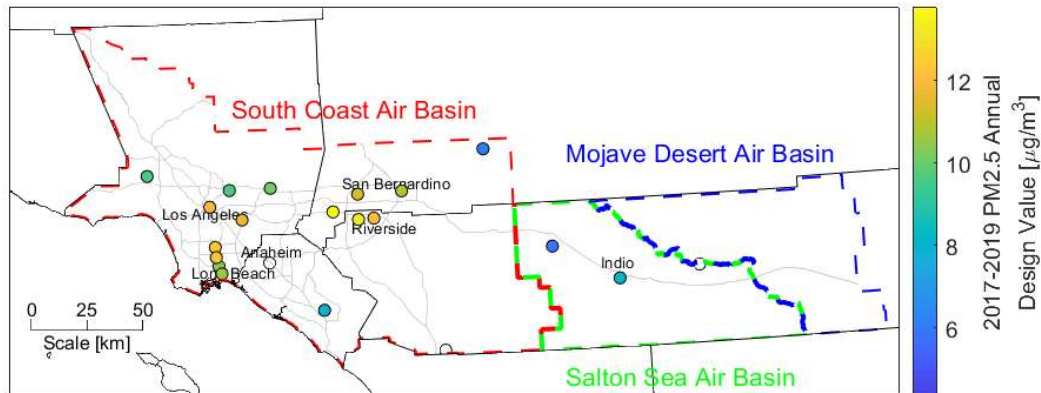 South Coast Air Basin
Mojave Desert Air Basin
San Bernardino
Los Angeles
Riverside
Anaheim
Indio
Long Beach
0 25 50
Scale [km]
Salton Sea Air Basin
12
10
8
6
2017-2019 PM2.5 Annual
Design Value [μg/m³]